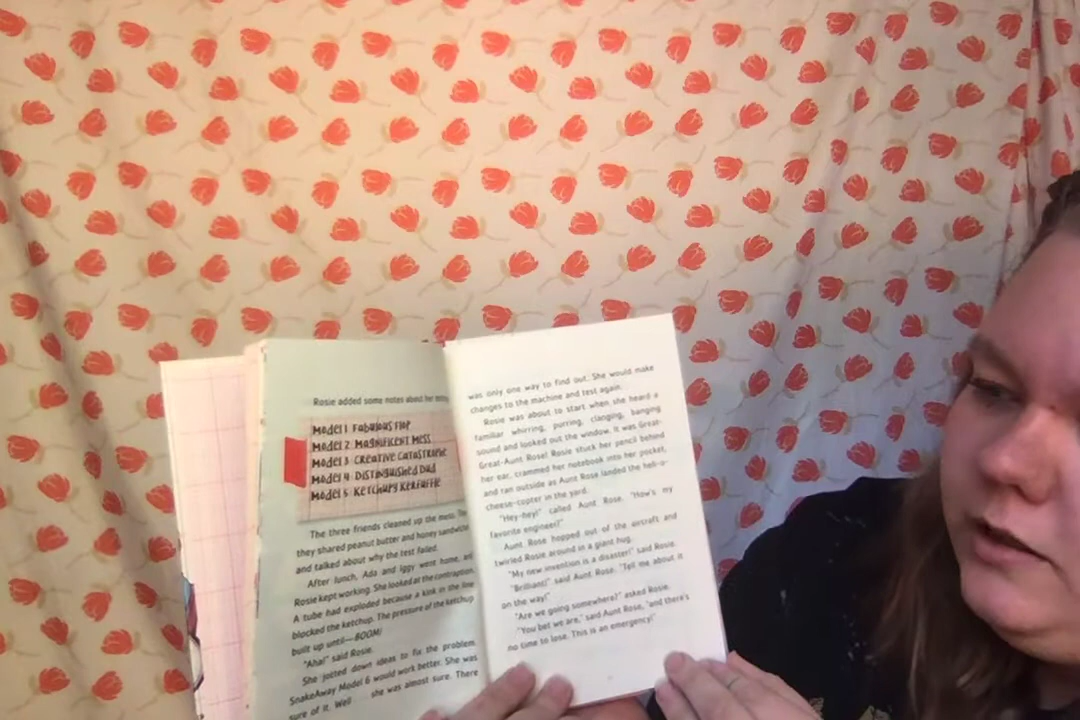 Rosie added some notes about her
Model 1 Fabulous Flop
Model 2 Magnificent Mess
Model 3 Creative Catastrophe
Model 4 Distinguished Dud
Model 5 Ketchupy Kerfuffle
The three friends cleaned up the mess. The
they shared peanut butter and honey sandwiche
and talked about why the test failed.
After lunch, Ada and Iggy went home, and
Rosie kept working. She looked at the contraption.
A tube had exploded because a kink in the line
blocked the ketchup. The pressure of the ketchup
built up until—BOOM!
"Aha!" said Rosie.
She jotted down ideas to fix the problem.
SnakeAway Model 6 would work better. She was
sure of it. Well she was almost sure. There
was only one way to find out. She would make
changes to the machine and test again.
Rosie was about to start when she heard a
familiar whirring, purring, clanging, banging
sound and looked out the window. It was Great-
Great-Aunt Rose! Rosie stuck her pencil behind
her ear, crammed her notebook into her pocket,
and ran outside as Aunt Rose landed the heli-o-
cheese-copter in the yard.
"Hey-hey!" called Aunt Rose. "How's my
favorite engineer?"
Aunt Rose hopped out of the aircraft and
twirled Rosie around in a giant hug.
"My new invention is a disaster!" said Rosie.
"Brilliant!" said Aunt Rose. "Tell me about it
on the way!"
"Are we going somewhere?" asked Rosie.
"You bet we are," said Aunt Rose, "and there's
no time to lose. This is an emergency!"